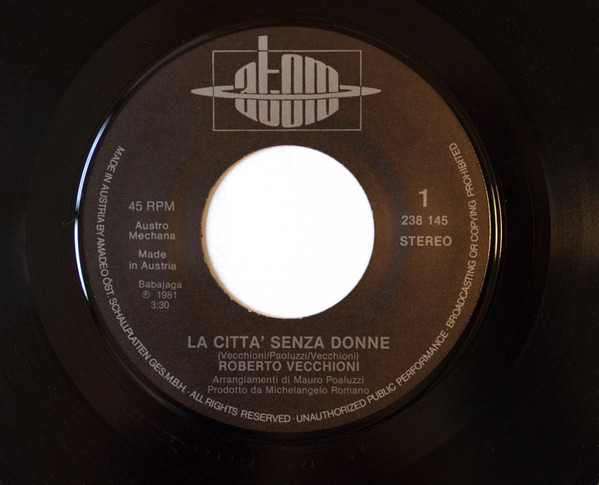 atom
45 RPM
Austro
Mechana
Made
in Austria
Babajaga
℗ 1981
3:30
1
238 145
STEREO
LA CITTA' SENZA DONNE
(Vecchioni/Paoluzzi/Vecchioni)
ROBERTO VECCHIONI
Arrangiamenti di Mauro Poaluzzi
Prodotto da Michelangelo Romano
MADE IN AUSTRIA BY AMADEO ÖST. SCHALLPLATTEN GES.M.B.H. · ALL RIGHTS RESERVED · UNAUTHORIZED PUBLIC PERFORMANCE · BROADCASTING OR COPYING PROHIBITED